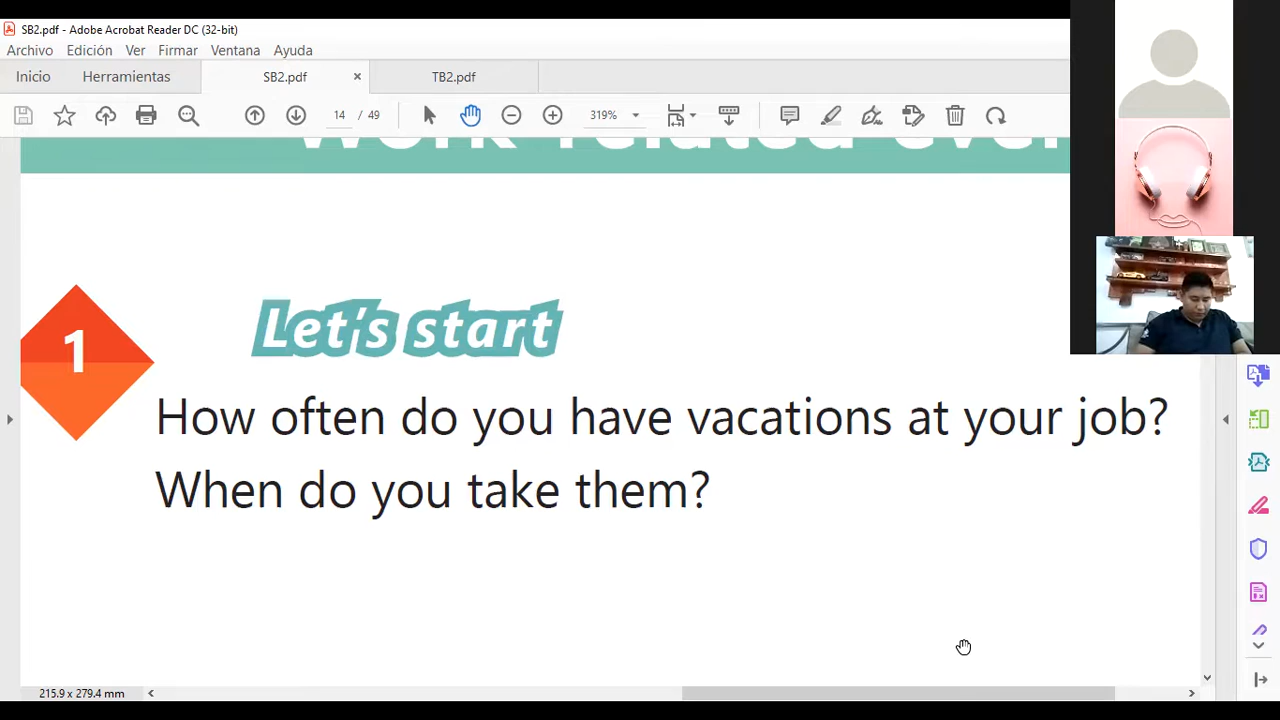 SB2.pdf - Adobe Acrobat Reader DC (32-bit)
Archivo Edición Ver Firmar Ventana Ayuda
Inicio Herramientas SB2.pdf × TB2.pdf
14 / 49 319%
Work-related
1
Let's start
How often do you have vacations at your job?
When do you take them?
215.9 x 279.4 mm